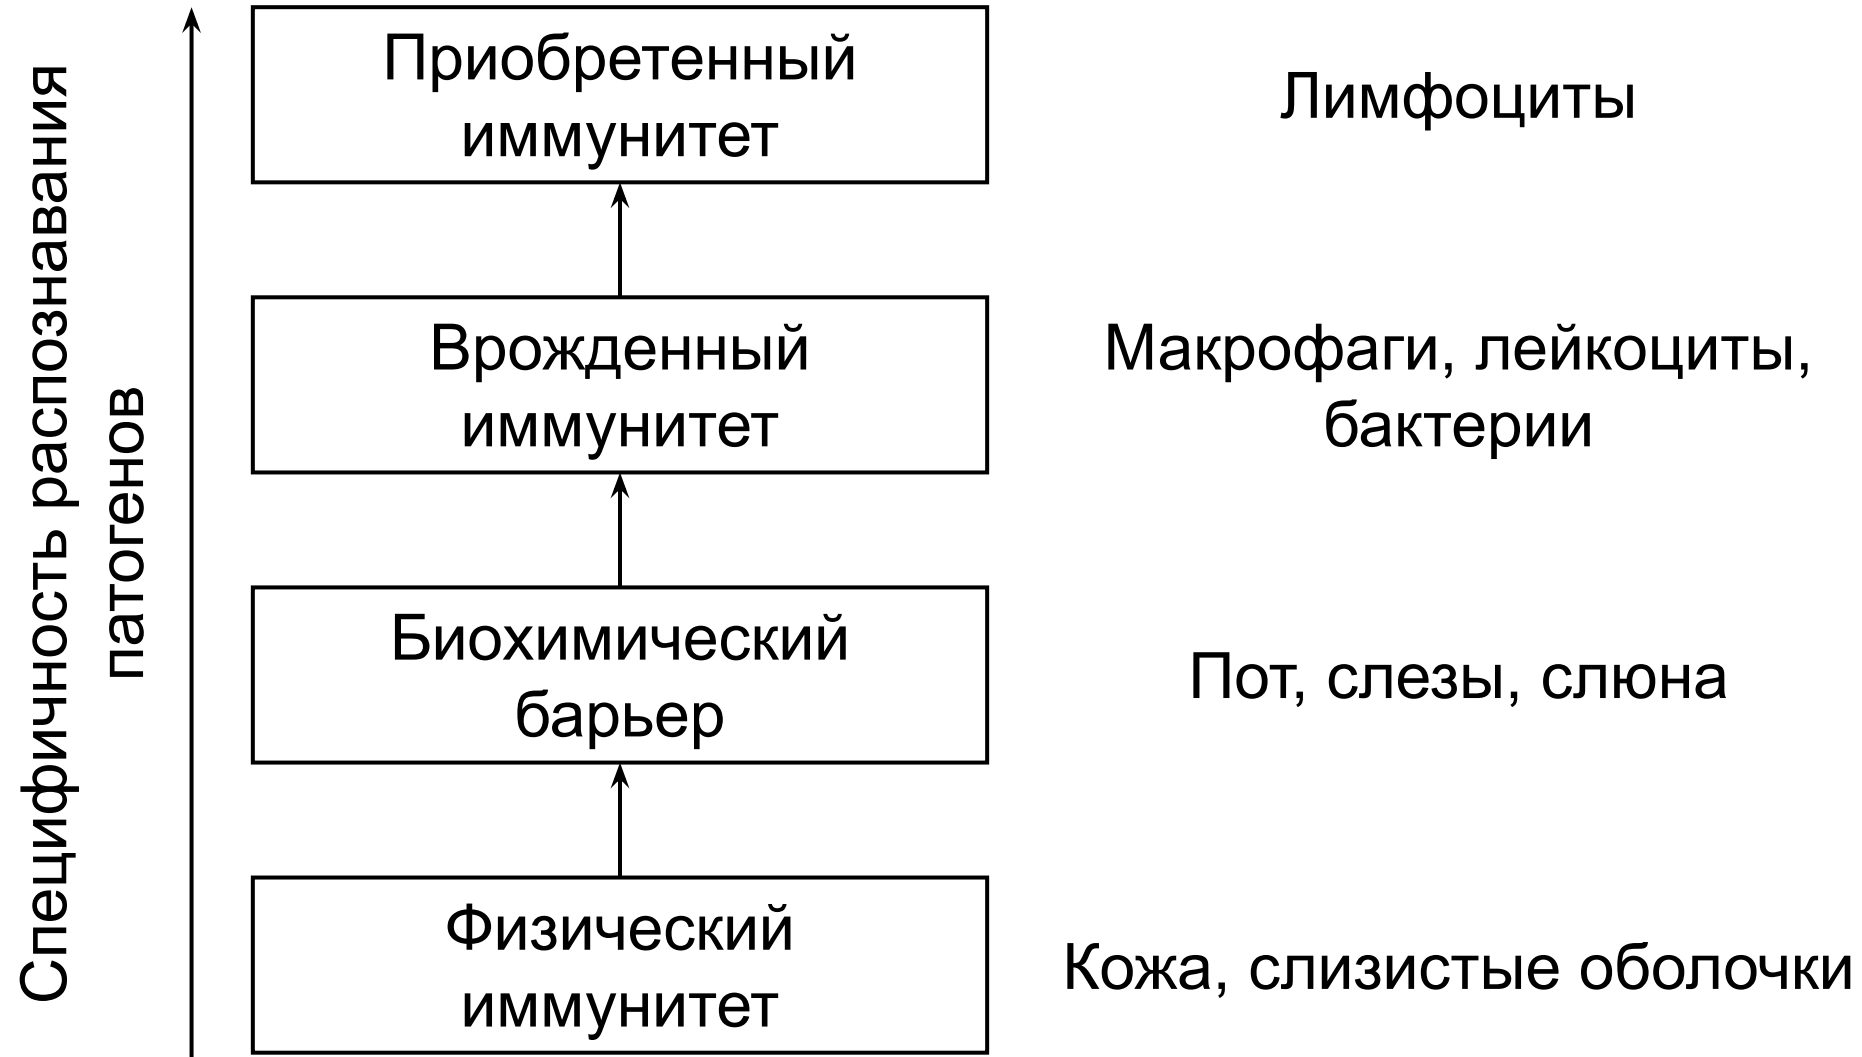 Специфичность распознавания
патогенов
Приобретенный
иммунитет
Лимфоциты
Врожденный
иммунитет
Макрофаги, лейкоциты,
бактерии
Биохимический
барьер
Пот, слезы, слюна
Физический
иммунитет
Кожа, слизистые оболочки